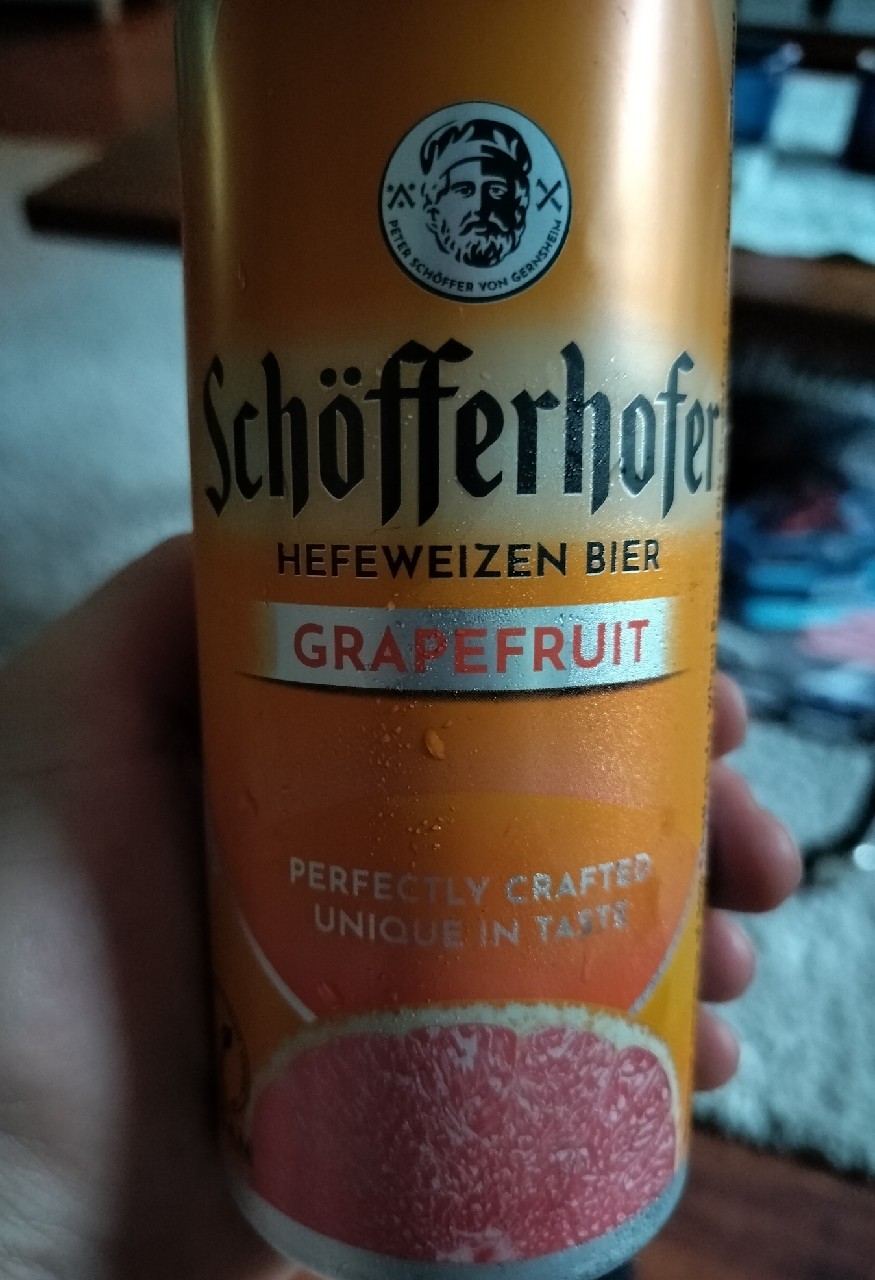 PETER SCHÖFFER VON GERNSHEIM
Schöfferhofer
HEFEWEIZEN BIER
GRAPEFRUIT
PERFECTLY CRAFTED
UNIQUE IN TASTE